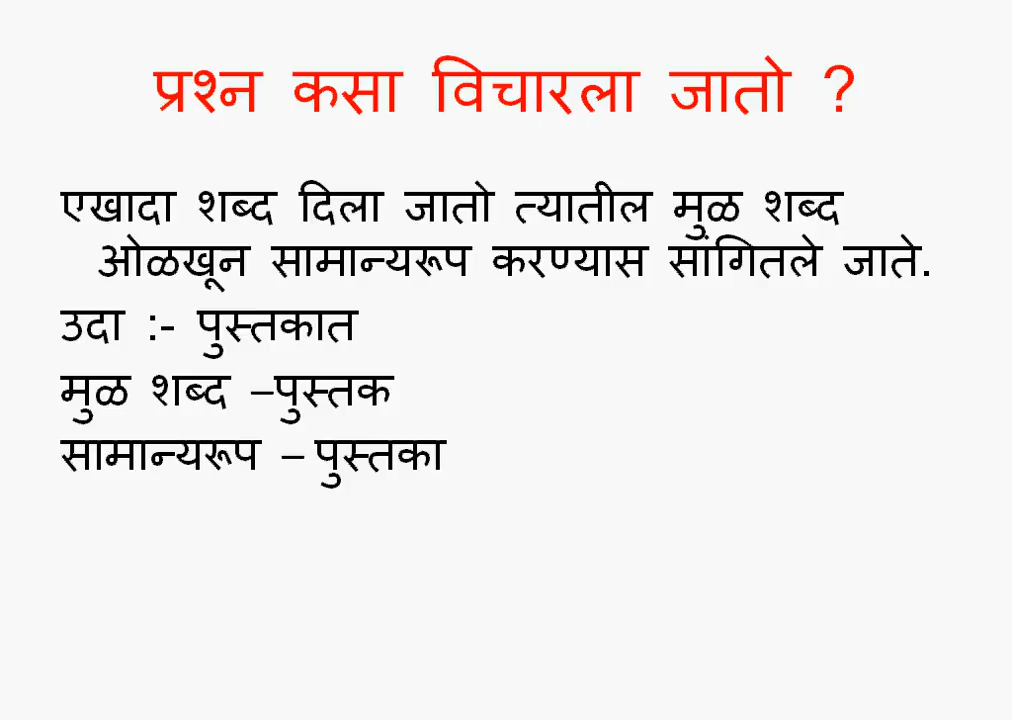 प्रश्न कसा विचारला जातो ?
एखादा शब्द दिला जातो त्यातील मुळ शब्द
ओळखून सामान्यरूप करण्यास सांगितले जाते.
उदा :- पुस्तकात
मुळ शब्द –पुस्तक
सामान्यरूप – पुस्तका